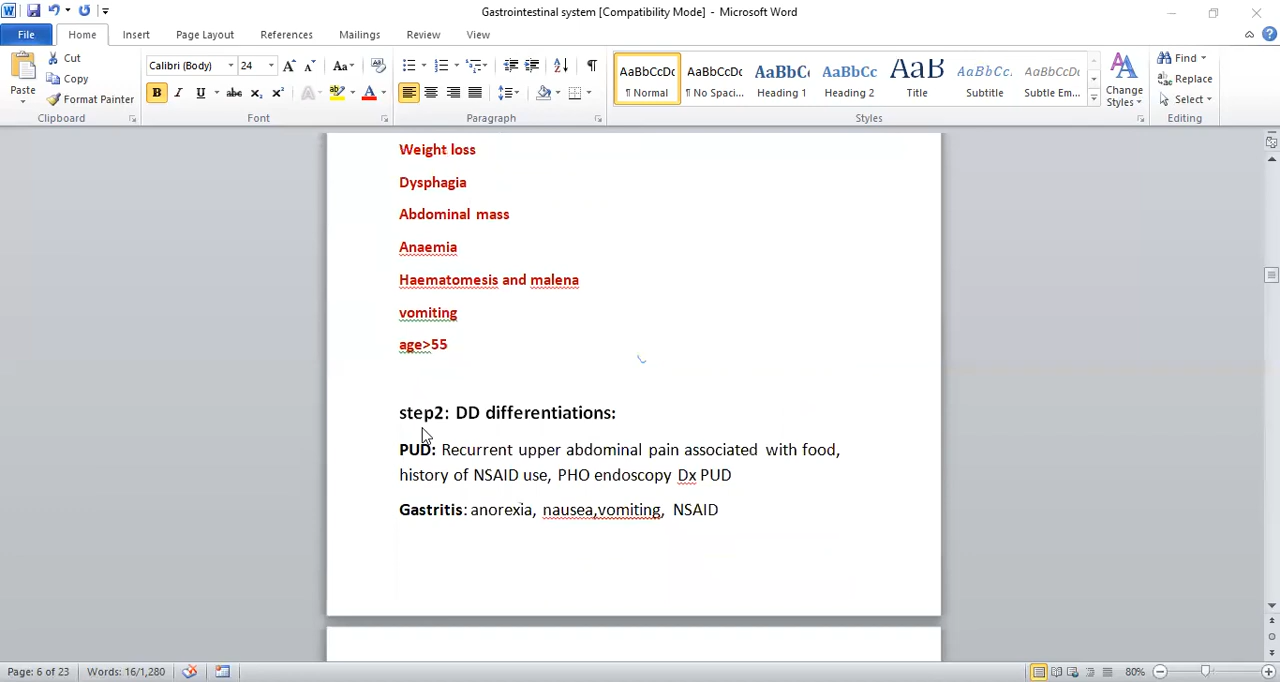 Gastrointestinal system [Compatibility Mode] - Microsoft Word
File Home Insert Page Layout References Mailings Review View
Paste
Cut
Copy
Format Painter
Clipboard
Calibri (Body) 24
Font
Paragraph
AaBbCcDc AaBbCcDc AaBbCc AaBbCc AaB AaBbCc. AaBbCcDc
¶ Normal ¶ No Spaci... Heading 1 Heading 2 Title Subtitle Subtle Em...
Styles
Change Styles
Find
Replace
Select
Editing
Weight loss
Dysphagia
Abdominal mass
Anaemia
Haematomesis and malena
vomiting
age>55
step2: DD differentiations:
PUD: Recurrent upper abdominal pain associated with food,
history of NSAID use, PHO endoscopy Dx PUD
Gastritis: anorexia, nausea,vomiting, NSAID
Page: 6 of 23 Words: 16/1,280 80%